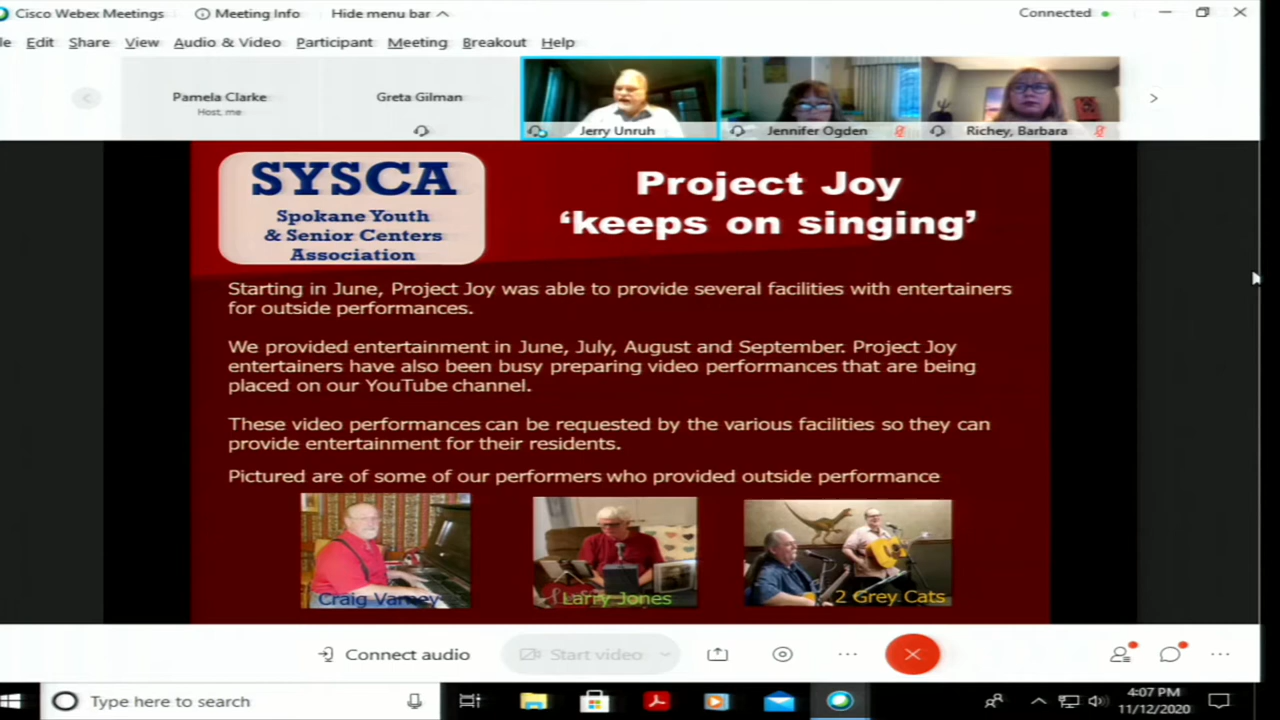 Cisco Webex Meetings
Meeting Info
Hide menu bar
Connected
le Edit Share View Audio & Video Participant Meeting Breakout Help
Pamela Clarke
Host, me
Greta Gilman
Jerry Unruh
Jennifer Ogden
Richey, Barbara
SYSCA
Spokane Youth
& Senior Centers
Association
Project Joy
‘keeps on singing’
Starting in June, Project Joy was able to provide several facilities with entertainers
for outside performances.
We provided entertainment in June, July, August and September. Project Joy
entertainers have also been busy preparing video performances that are being
placed on our YouTube channel.
These video performances can be requested by the various facilities so they can
provide entertainment for their residents.
Pictured are of some of our performers who provided outside performance
Craig Varney
Larry Jones
2 Grey Cats
Connect audio
Start video
Type here to search
4:07 PM
11/12/2020